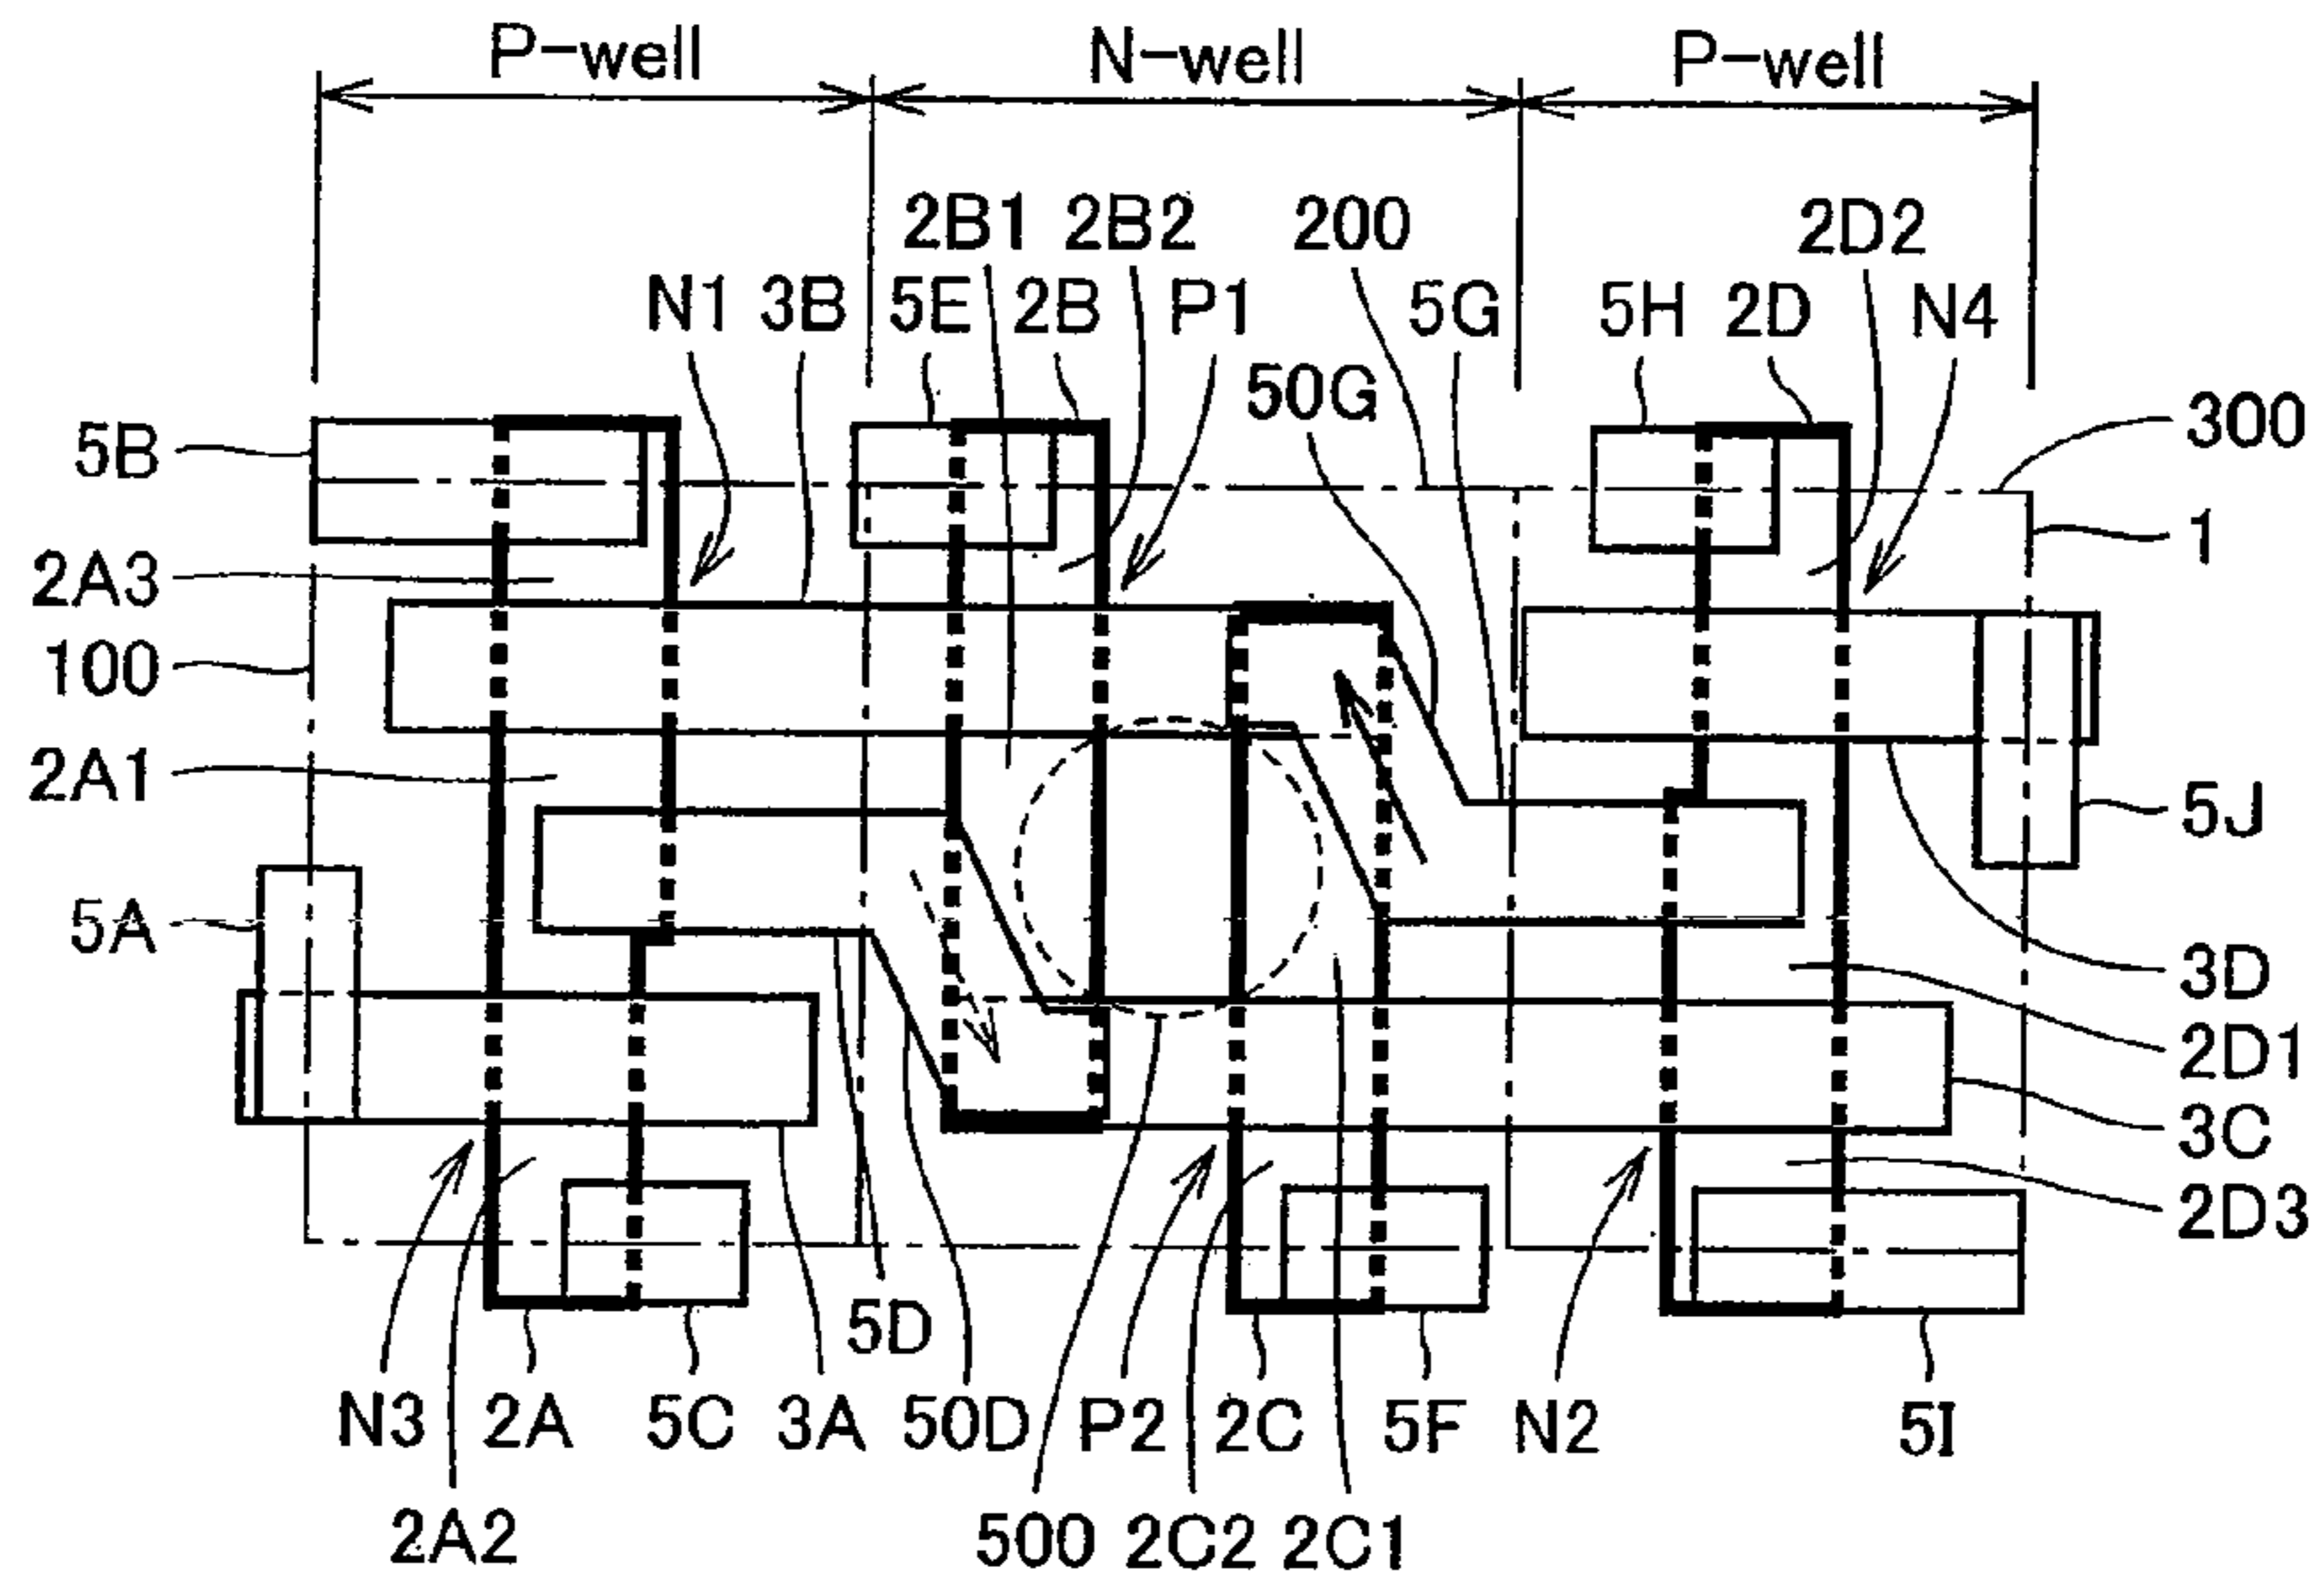 P-well N-well P-well
2B1 2B2 200 2D2
N1 3B 5E 2B P1 5G 5H 2D N4
50G
300
5B
1
2A3
100
2A1
5J
5A
3D
2D1
3C
2D3
5D
N3 2A 5C 3A 50D P2 2C 5F N2 5I
2A2 500 2C2 2C1